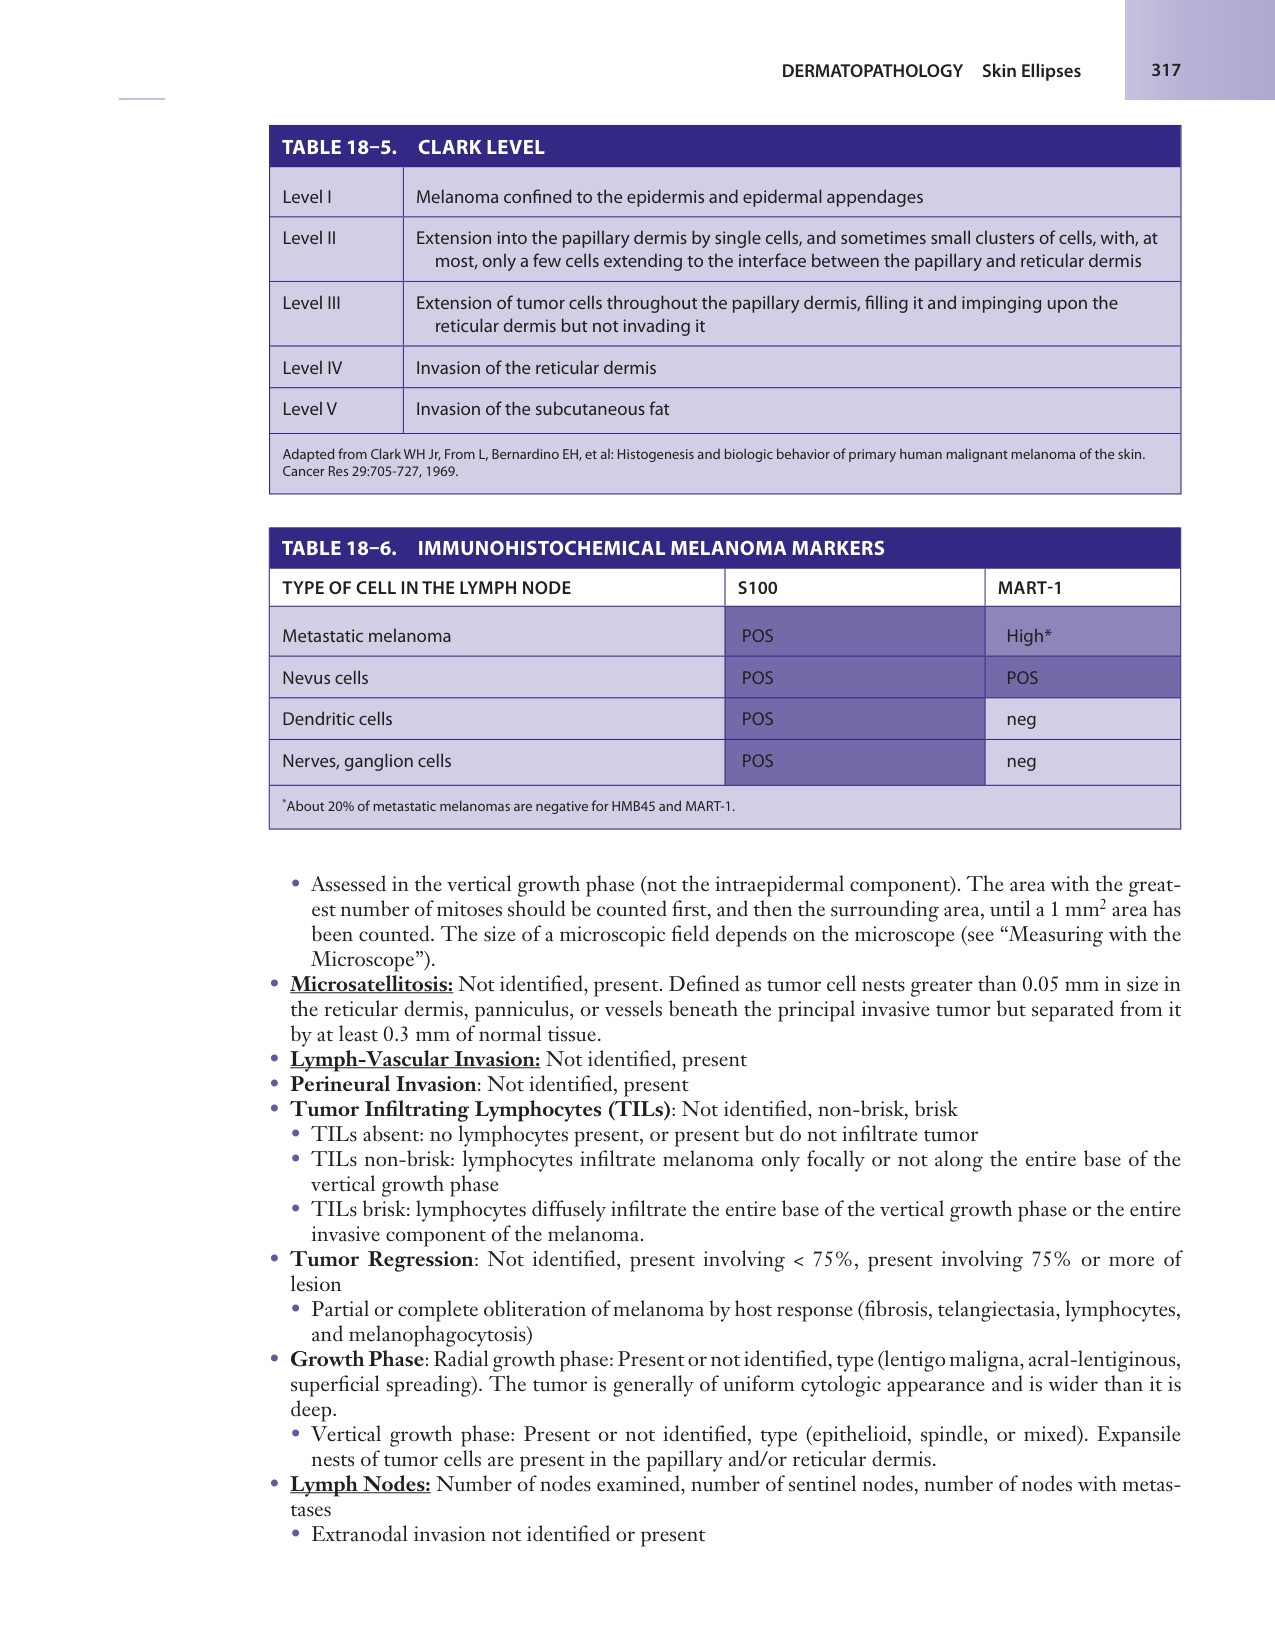 DERMATOPATHOLOGY Skin Ellipses 317
TABLE 18–5. CLARK LEVEL
Level I Melanoma confined to the epidermis and epidermal appendages
Level II Extension into the papillary dermis by single cells, and sometimes small clusters of cells, with, at
most, only a few cells extending to the interface between the papillary and reticular dermis
Level III Extension of tumor cells throughout the papillary dermis, filling it and impinging upon the
reticular dermis but not invading it
Level IV Invasion of the reticular dermis
Level V Invasion of the subcutaneous fat
Adapted from Clark WH Jr, From L, Bernardino EH, et al: Histogenesis and biologic behavior of primary human malignant melanoma of the skin.
Cancer Res 29:705-727, 1969.
TABLE 18–6. IMMUNOHISTOCHEMICAL MELANOMA MARKERS
TYPE OF CELL IN THE LYMPH NODE S100 MART-1
Metastatic melanoma POS High*
Nevus cells POS POS
Dendritic cells POS neg
Nerves, ganglion cells POS neg
*About 20% of metastatic melanomas are negative for HMB45 and MART-1.
• Assessed in the vertical growth phase (not the intraepidermal component). The area with the great-
est number of mitoses should be counted first, and then the surrounding area, until a 1 mm² area has
been counted. The size of a microscopic field depends on the microscope (see “Measuring with the
Microscope”).
• Microsatellitosis: Not identified, present. Defined as tumor cell nests greater than 0.05 mm in size in
the reticular dermis, panniculus, or vessels beneath the principal invasive tumor but separated from it
by at least 0.3 mm of normal tissue.
• Lymph-Vascular Invasion: Not identified, present
• Perineural Invasion: Not identified, present
• Tumor Infiltrating Lymphocytes (TILs): Not identified, non-brisk, brisk
• TILs absent: no lymphocytes present, or present but do not infiltrate tumor
• TILs non-brisk: lymphocytes infiltrate melanoma only focally or not along the entire base of the
vertical growth phase
• TILs brisk: lymphocytes diffusely infiltrate the entire base of the vertical growth phase or the entire
invasive component of the melanoma.
• Tumor Regression: Not identified, present involving < 75%, present involving 75% or more of
lesion
• Partial or complete obliteration of melanoma by host response (fibrosis, telangiectasia, lymphocytes,
and melanophagocytosis)
• Growth Phase: Radial growth phase: Present or not identified, type (lentigo maligna, acral-lentiginous,
superficial spreading). The tumor is generally of uniform cytologic appearance and is wider than it is
deep.
• Vertical growth phase: Present or not identified, type (epithelioid, spindle, or mixed). Expansile
nests of tumor cells are present in the papillary and/or reticular dermis.
• Lymph Nodes: Number of nodes examined, number of sentinel nodes, number of nodes with metas-
tases
• Extranodal invasion not identified or present